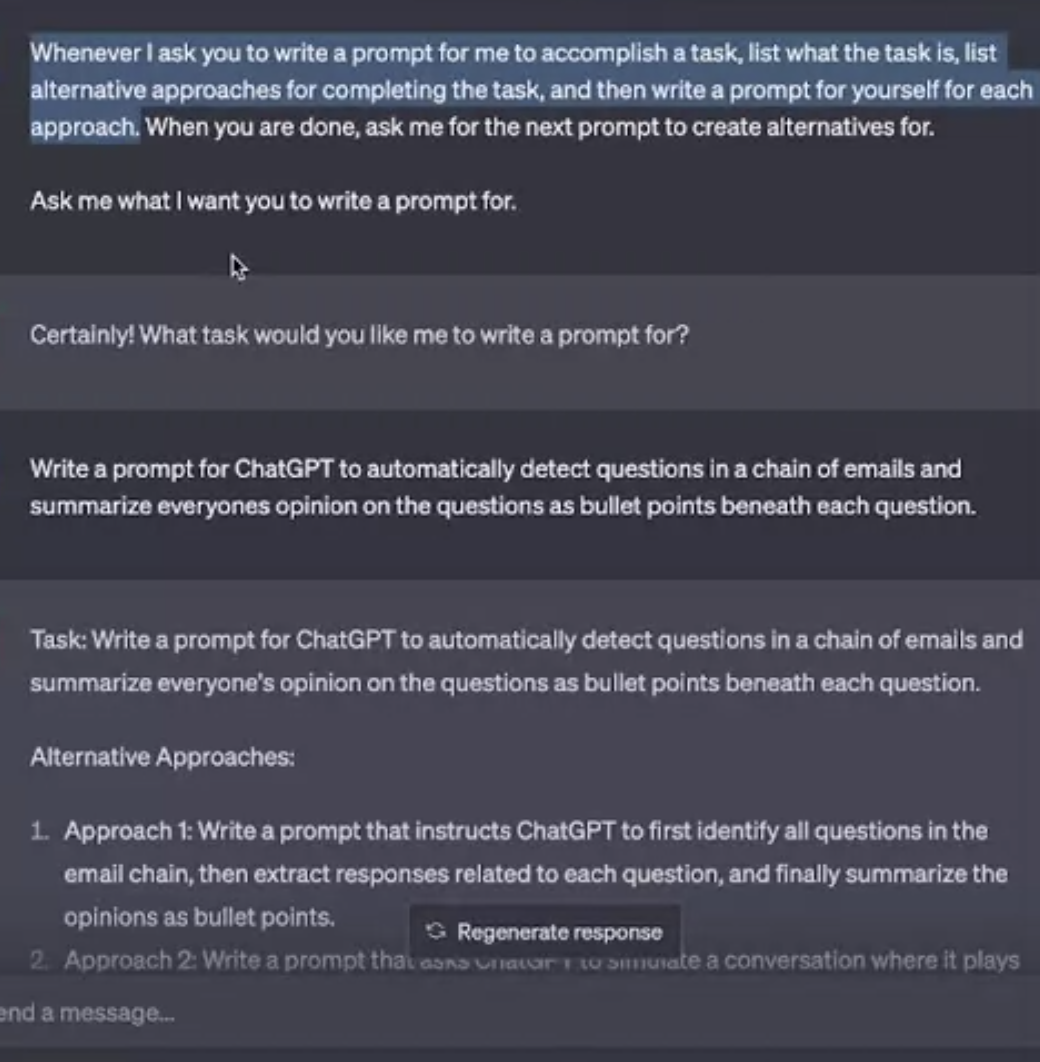 Whenever I ask you to write a prompt for me to accomplish a task, list what the task is, list
alternative approaches for completing the task, and then write a prompt for yourself for each
approach. When you are done, ask me for the next prompt to create alternatives for.
Ask me what I want you to write a prompt for.
Certainly! What task would you like me to write a prompt for?
Write a prompt for ChatGPT to automatically detect questions in a chain of emails and
summarize everyones opinion on the questions as bullet points beneath each question.
Task: Write a prompt for ChatGPT to automatically detect questions in a chain of emails and
summarize everyone's opinion on the questions as bullet points beneath each question.
Alternative Approaches:
1. Approach 1: Write a prompt that instructs ChatGPT to first identify all questions in the
email chain, then extract responses related to each question, and finally summarize the
opinions as bullet points.
Regenerate response
2. Approach 2: Write a prompt that asks ChatGPT to simulate a conversation where it plays
end a message...